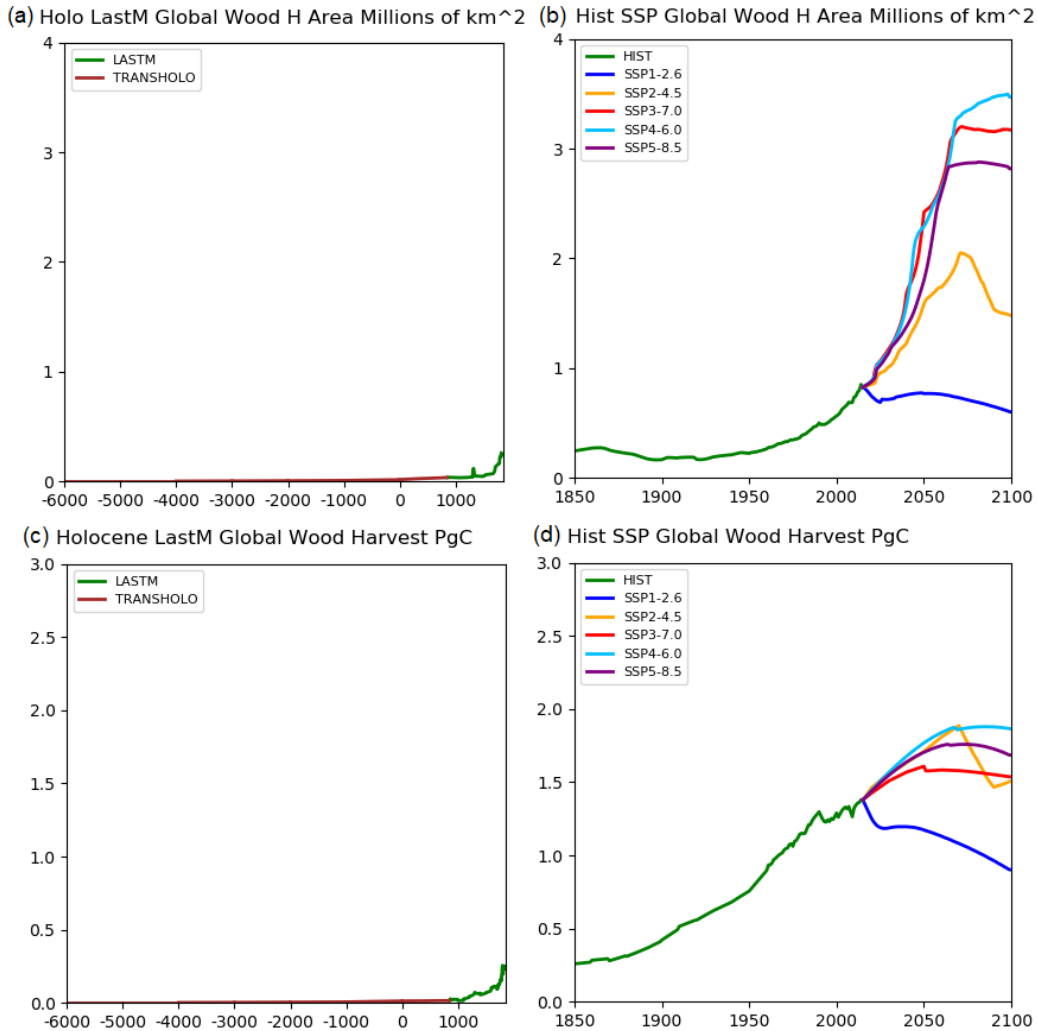 (a) Holo LastM Global Wood H Area Millions of km^2
4
3
2
1
0
LASTM
TRANSHOLO
-6000 -5000 -4000 -3000 -2000 -1000 0 1000
(b) Hist SSP Global Wood H Area Millions of km^2
4
3
2
1
0
HIST
SSP1-2.6
SSP2-4.5
SSP3-7.0
SSP4-6.0
SSP5-8.5
1850 1900 1950 2000 2050 2100
(c) Holocene LastM Global Wood Harvest PgC
3.0
2.5
2.0
1.5
1.0
0.5
0.0
LASTM
TRANSHOLO
-6000 -5000 -4000 -3000 -2000 -1000 0 1000
(d) Hist SSP Global Wood Harvest PgC
3.0
2.5
2.0
1.5
1.0
0.5
0.0
HIST
SSP1-2.6
SSP2-4.5
SSP3-7.0
SSP4-6.0
SSP5-8.5
1850 1900 1950 2000 2050 2100